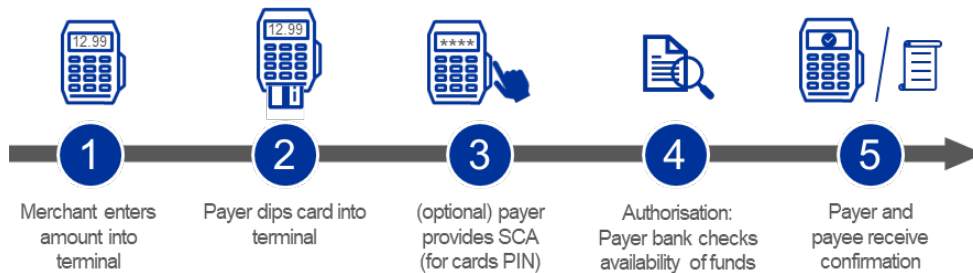 12.99
12.99
****
1
2
3
4
5
Merchant enters
amount into
terminal
Payer dips card into
terminal
(optional) payer
provides SCA
(for cards PIN)
Authorisation:
Payer bank checks
availability of funds
Payer and
payee receive
confirmation